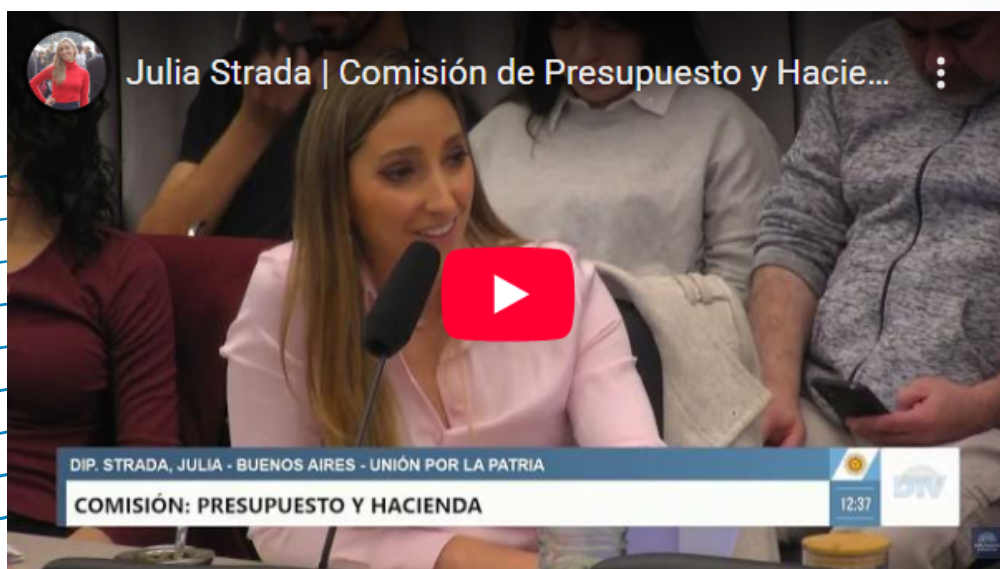 Julia Strada | Comisión de Presupuesto y Hacie...
DIP. STRADA, JULIA - BUENOS AIRES - UNIÓN POR LA PATRIA
COMISIÓN: PRESUPUESTO Y HACIENDA
12:37
DTV